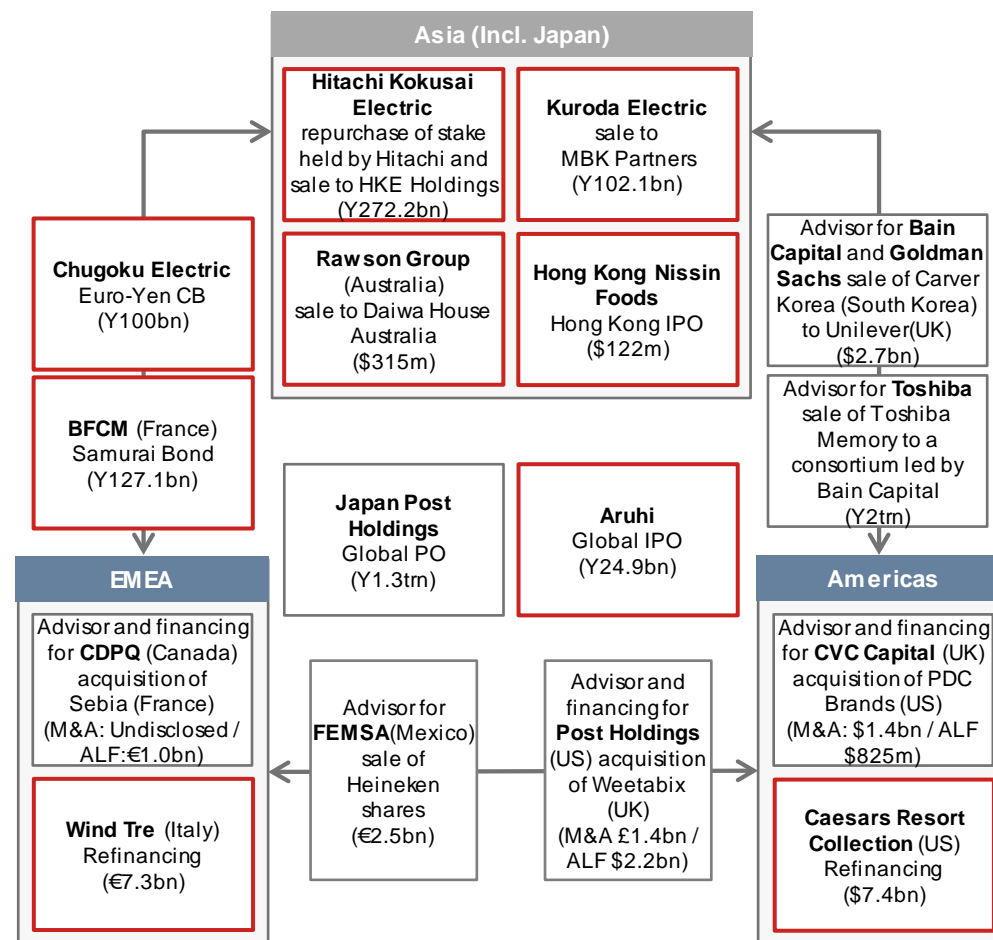 Asia (Incl. Japan)
Hitachi Kokusai
Electric
repurchase of stake
held by Hitachi and
sale to HKE Holdings
(Y272.2bn)
Kuroda Electric
sale to
MBK Partners
(Y102.1bn)
Rawson Group
(Australia)
sale to Daiwa House
Australia
($315m)
Hong Kong Nissin
Foods
Hong Kong IPO
($122m)
Chugoku Electric
Euro-Yen CB
(Y100bn)
BFCM (France)
Samurai Bond
(Y127.1bn)
Advisor for Bain
Capital and Goldman
Sachs sale of Carver
Korea (South Korea)
to Unilever(UK)
($2.7bn)
Advisor for Toshiba
sale of Toshiba
Memory to a
consortium led by
Bain Capital
(Y2trn)
Japan Post
Holdings
Global PO
(Y1.3trn)
Aruhi
Global IPO
(Y24.9bn)
EMEA
Advisor and financing
for CDPQ (Canada)
acquisition of
Sebia (France)
(M&A: Undisclosed /
ALF:€1.0bn)
Wind Tre (Italy)
Refinancing
(€7.3bn)
Advisor for
FEMSA(Mexico)
sale of
Heineken
shares
(€2.5bn)
Advisor and
financing for
Post Holdings
(US) acquisition
of Weetabix
(UK)
(M&A £1.4bn /
ALF $2.2bn)
Americas
Advisor and financing
for CVC Capital (UK)
acquisition of PDC
Brands (US)
(M&A: $1.4bn / ALF
$825m)
Caesars Resort
Collection (US)
Refinancing
($7.4bn)